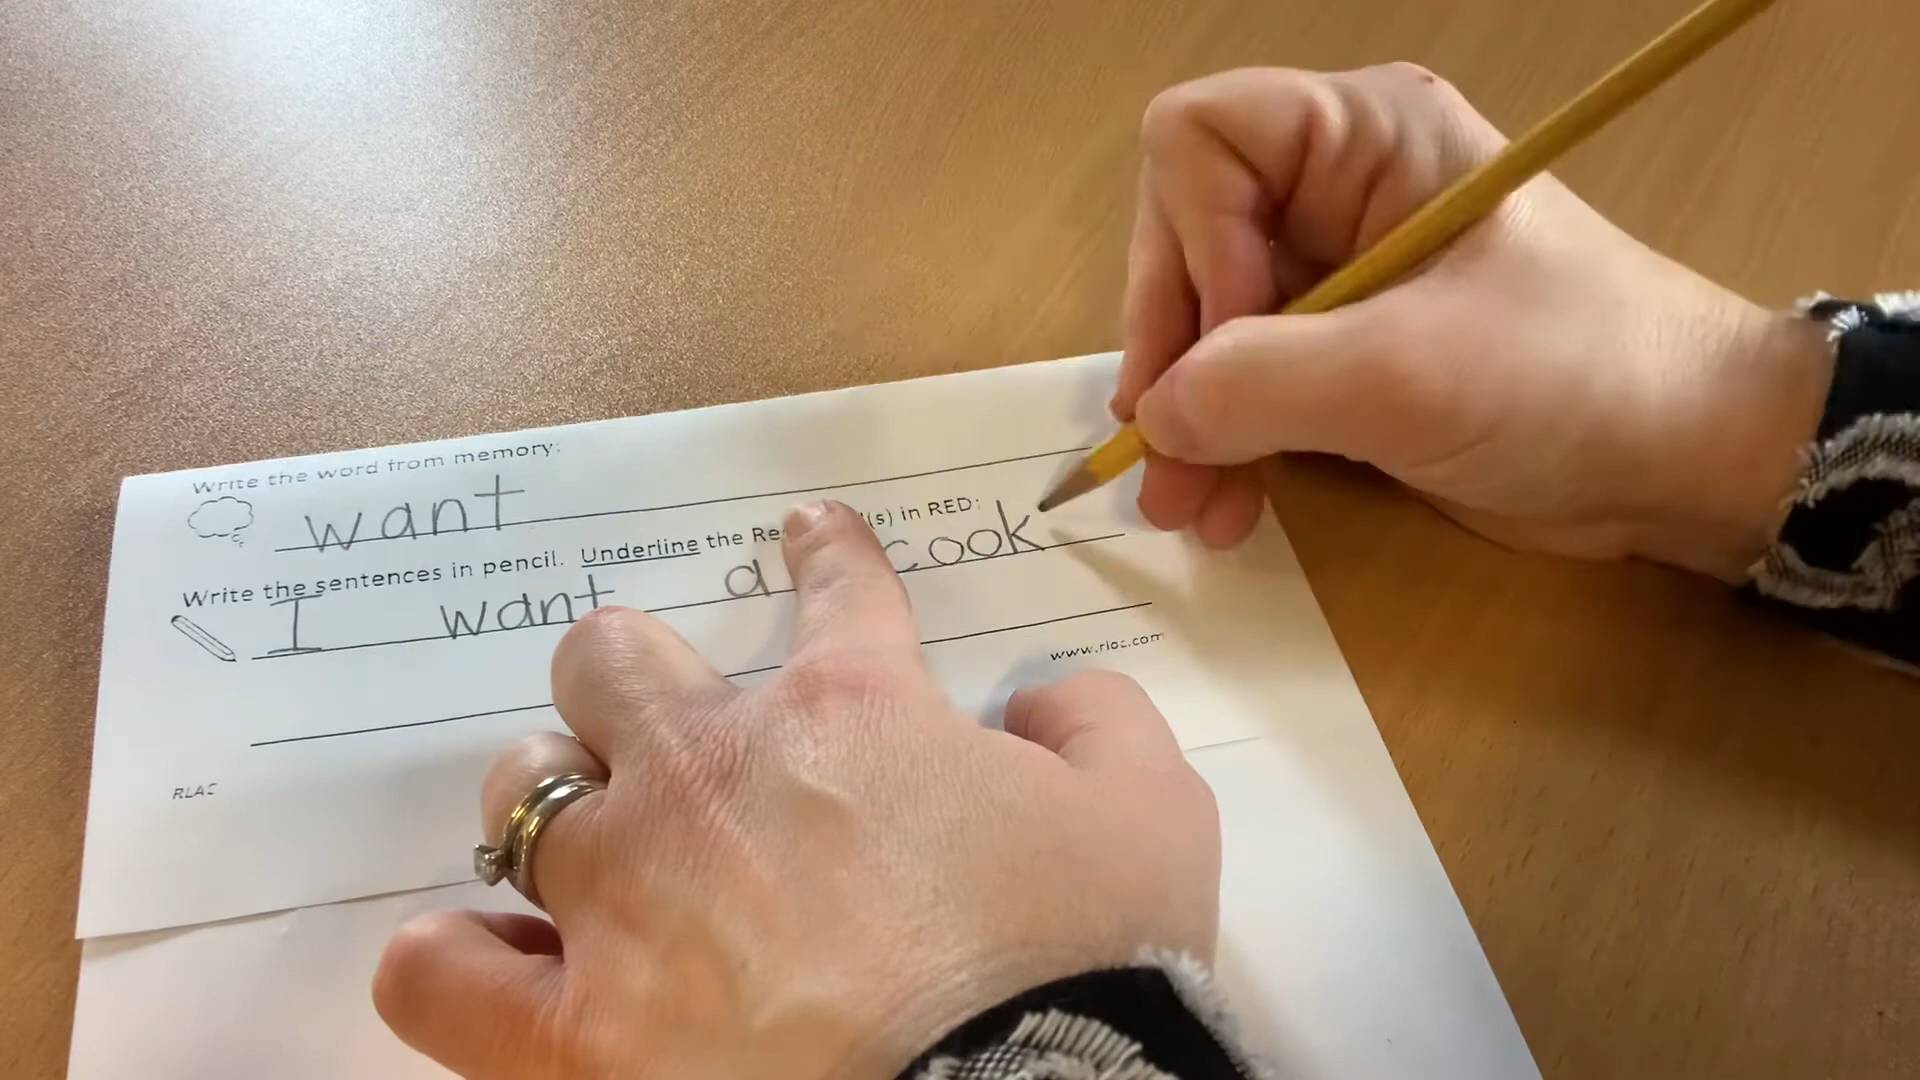 Write the word from memory:
want
Write the sentences in pencil. Underline the (s) in RED:
I want a cook
www.rlac.com
RLAC